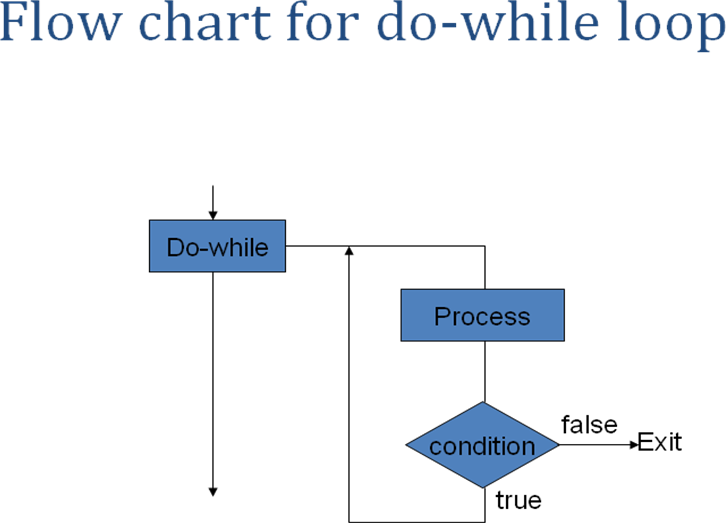 Flow chart for do-while loop
Do-while
Process
condition
false
Exit
true